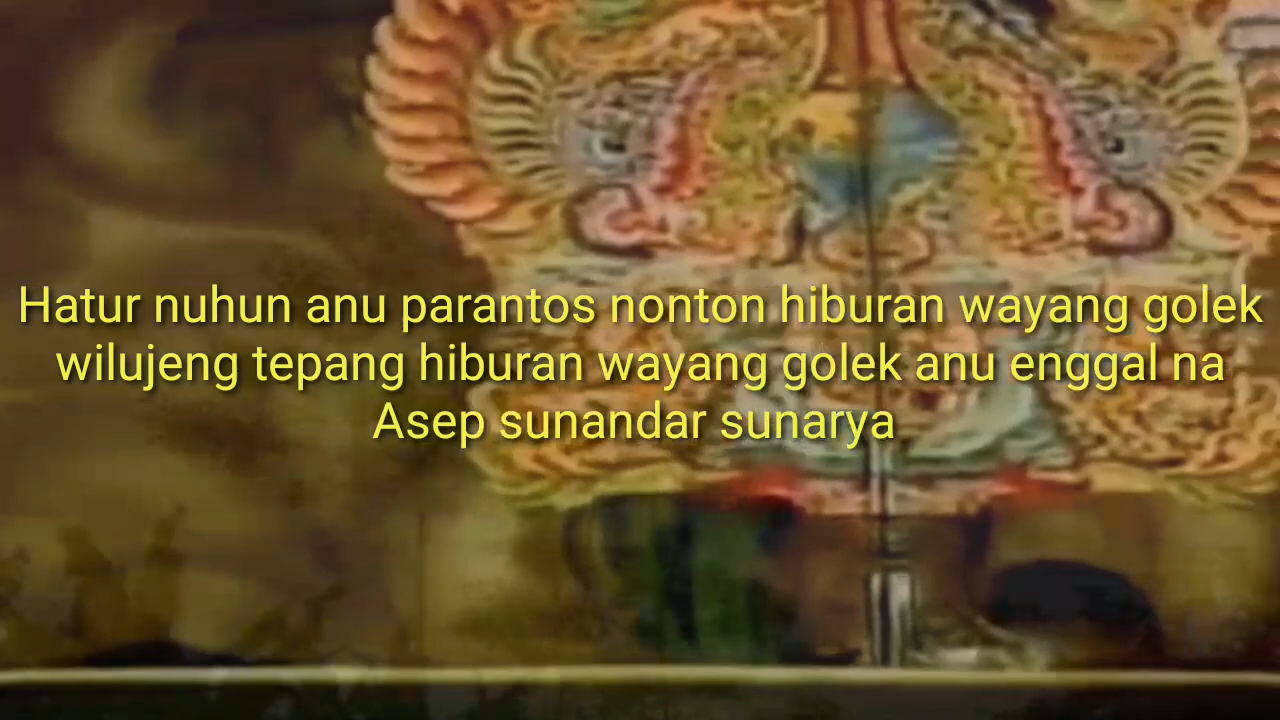 Hatur nuhun anu parantos nonton hiburan wayang golek
wilujeng tepang hiburan wayang golek anu enggal na
Asep sunandar sunarya